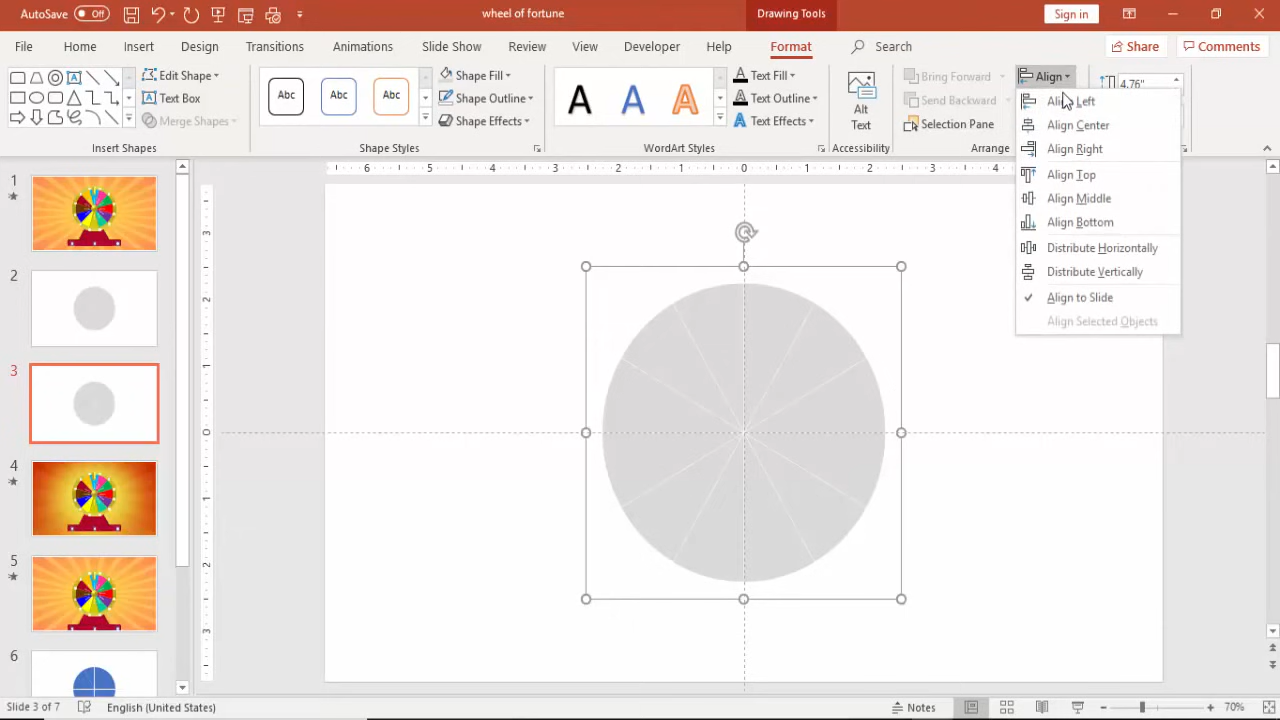 AutoSave Off wheel of fortune Drawing Tools Sign in
File Home Insert Design Transitions Animations Slide Show Review View Developer Help Format Search Share Comments
Edit Shape
Text Box
Merge Shapes
Insert Shapes
Abc Abc Abc
Shape Fill
Shape Outline
Shape Effects
Shape Styles
A A A
Text Fill
Text Outline
Text Effects
WordArt Styles
Alt
Text
Accessibility
Bring Forward
Send Backward
Selection Pane
Arrange
Align
4.76"
Align Left
Align Center
Align Right
Align Top
Align Middle
Align Bottom
Distribute Horizontally
Distribute Vertically
Align to Slide
Align Selected Objects
6 5 4 3 2 1 0 1 2 3 4
3
2
1
0
1
2
3
1
2
3
4
5
6
Slide 3 of 7 English (United States) Notes 70%